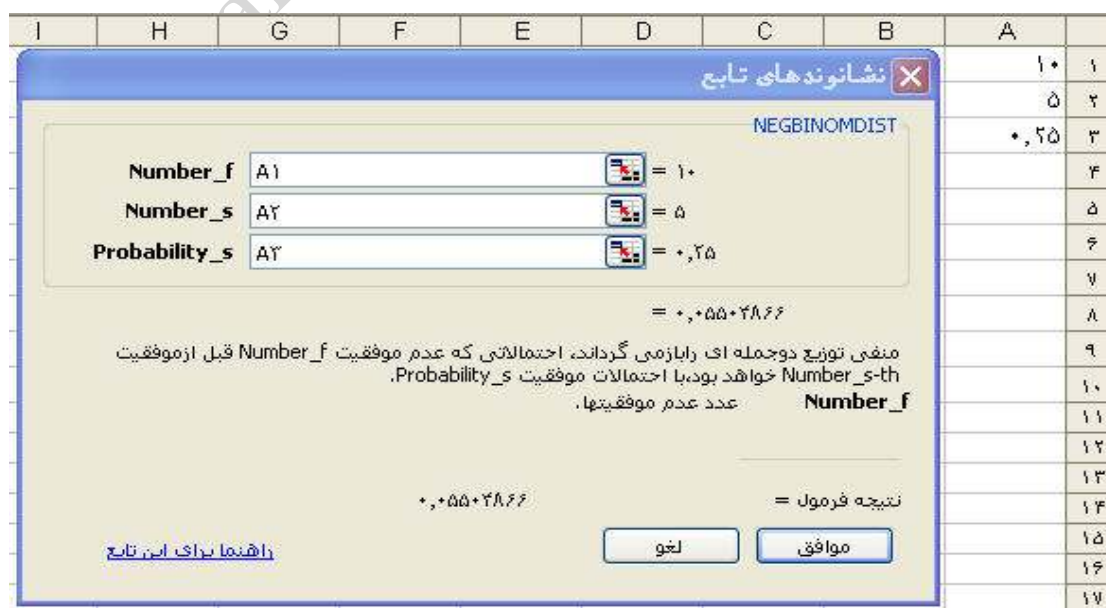 I H G F E D C B A
۱۰ ۱
۵ ۲
۰,۲۵ ۳
۴
۵
۶
۷
۸
۹
۱۰
۱۱
۱۲
۱۳
۱۴
۱۵
۱۶
۱۷
نشانوندهای تابع
NEGBINOMDIST
Number_f A۱ = ۱۰
Number_s A۲ = ۵
Probability_s A۳ = ۰,۲۵
= ۰,۰۵۵۰۴۸۶۶
منفی توزیع دوجمله ای رابازمی گرداند، احتمالاتی که عدم موفقیت Number_f قبل ازموفقیت
Number_s-th خواهد بود،با احتمالات موفقیت Probability_s.
Number_f عدد عدم موفقیتها.
نتیجه فرمول = ۰,۰۵۵۰۴۸۶۶
موافق لغو
راهنما برای این تابع